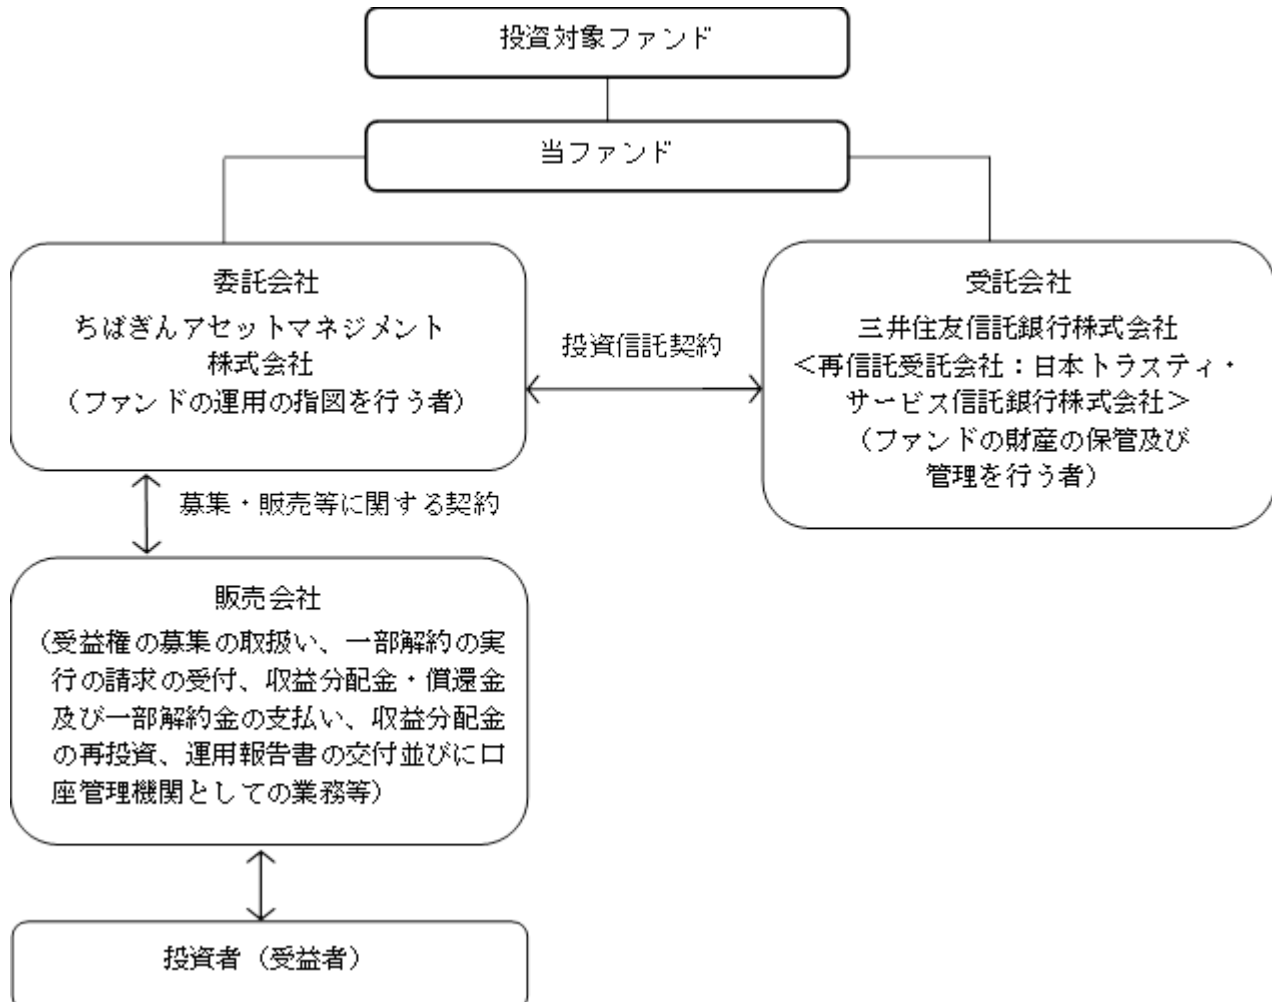 投資対象ファンド
当ファンド
委託会社
ちばぎんアセットマネジメント
株式会社
（ファンドの運用の指図を行う者）
投資信託契約
受託会社
三井住友信託銀行株式会社
＜再信託受託会社：日本トラスティ・
サービス信託銀行株式会社＞
（ファンドの財産の保管及び
管理を行う者）
募集・販売等に関する契約
販売会社
（受益権の募集の取扱い、一部解約の実
行の請求の受付、収益分配金・償還金
及び一部解約金の支払い、収益分配金
の再投資、運用報告書の交付並びに口
座管理機関としての業務等）
投資者（受益者）